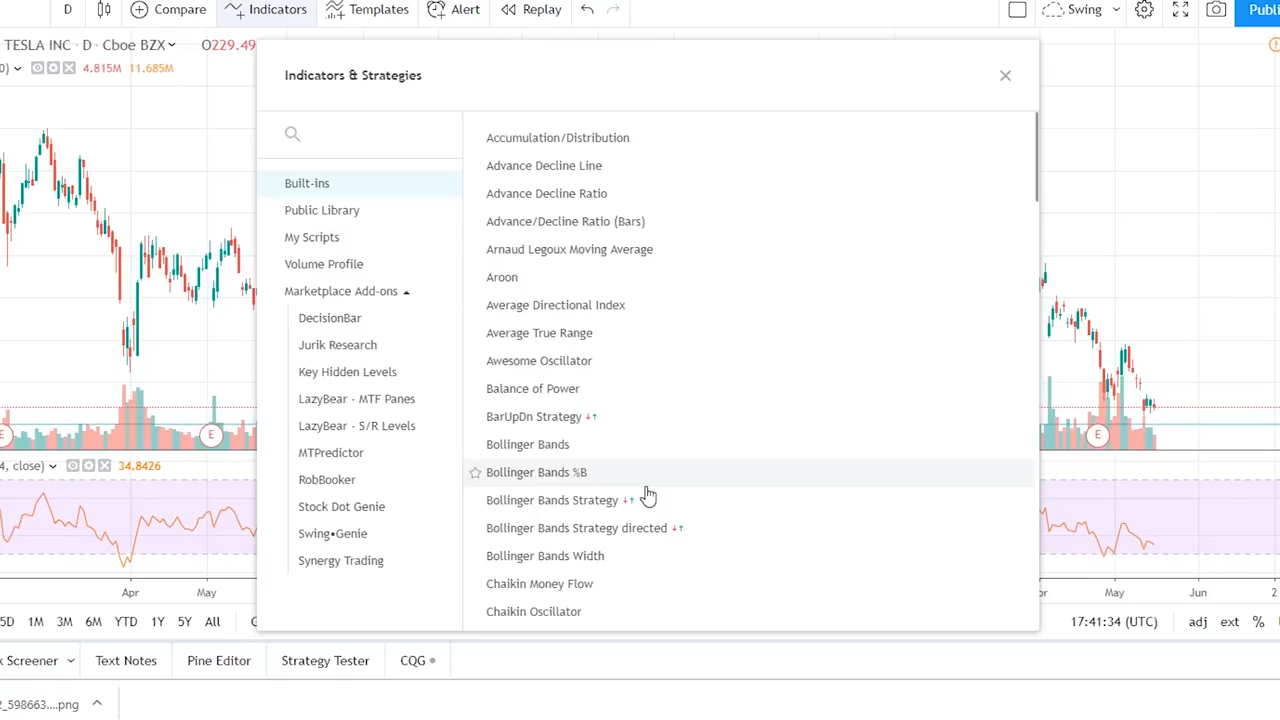 D Compare Indicators Templates Alert Replay Swing Publi
TESLA INC • D • Cboe BZX O229.49
0) 4.815M 11.685M
Indicators & Strategies
Built-ins
Public Library
My Scripts
Volume Profile
Marketplace Add-ons
DecisionBar
Jurik Research
Key Hidden Levels
LazyBear - MTF Panes
LazyBear - S/R Levels
MTPredictor
RobBooker
Stock Dot Genie
Swing•Genie
Synergy Trading
Accumulation/Distribution
Advance Decline Line
Advance Decline Ratio
Advance/Decline Ratio (Bars)
Arnaud Legoux Moving Average
Aroon
Average Directional Index
Average True Range
Awesome Oscillator
Balance of Power
BarUpDn Strategy
Bollinger Bands
Bollinger Bands %B
Bollinger Bands Strategy
Bollinger Bands Strategy directed
Bollinger Bands Width
Chaikin Money Flow
Chaikin Oscillator
E E E
4, close) 34.8426
Apr May or May Jun 2
5D 1M 3M 6M YTD 1Y 5Y All G 17:41:34 (UTC) adj ext %
k Screener Text Notes Pine Editor Strategy Tester CQG
2_598663....png